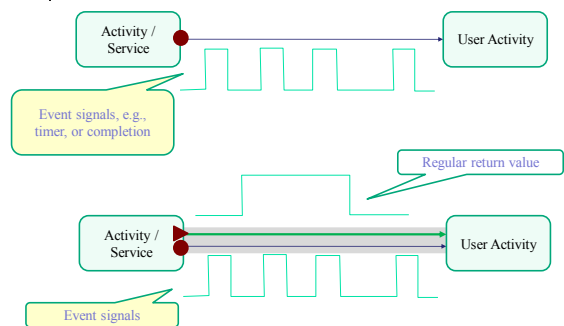 Activity /
Service
User Activity
Event signals, e.g.,
timer, or completion
Regular return value
Activity /
Service
User Activity
Event signals